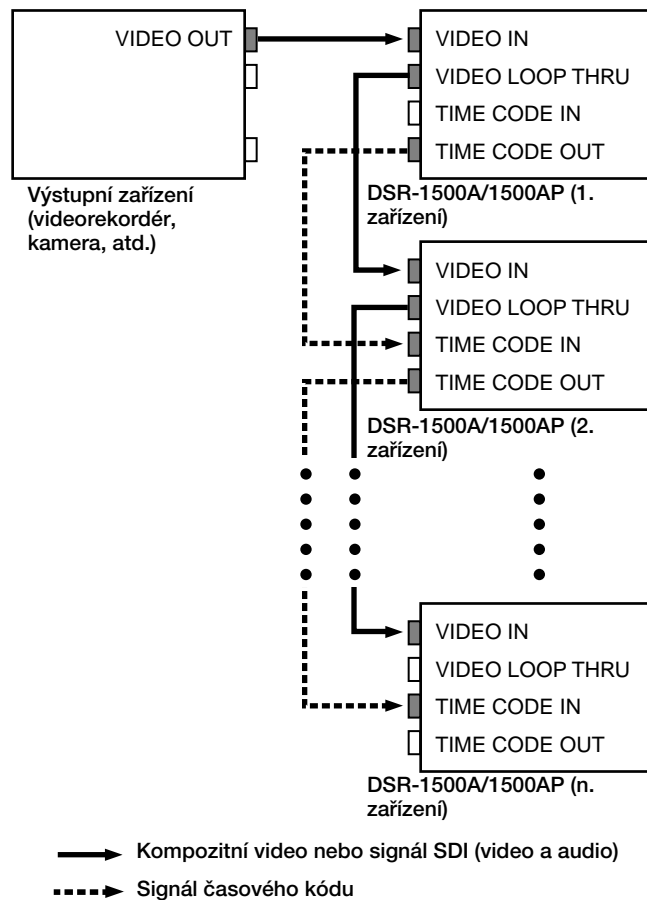 VIDEO OUT
Výstupní zařízení
(videorekordér,
kamera, atd.)
VIDEO IN
VIDEO LOOP THRU
TIME CODE IN
TIME CODE OUT
DSR-1500A/1500AP (1.
zařízení)
VIDEO IN
VIDEO LOOP THRU
TIME CODE IN
TIME CODE OUT
DSR-1500A/1500AP (2.
zařízení)
VIDEO IN
VIDEO LOOP THRU
TIME CODE IN
TIME CODE OUT
DSR-1500A/1500AP (n.
zařízení)
Kompozitní video nebo signál SDI (video a audio)
Signál časového kódu